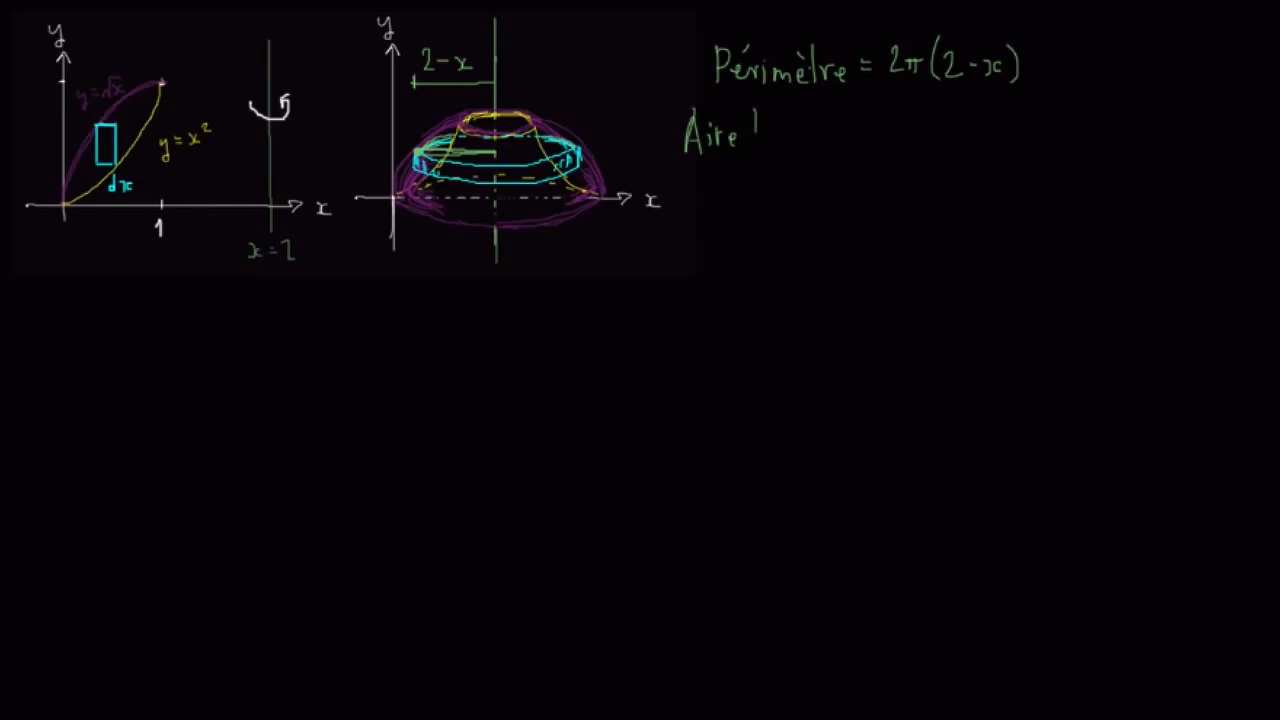 y
y=√x
y = x²
dx
x
1
x = 2
y
2-x
x
Périmètre = 2π(2-x)
Aire